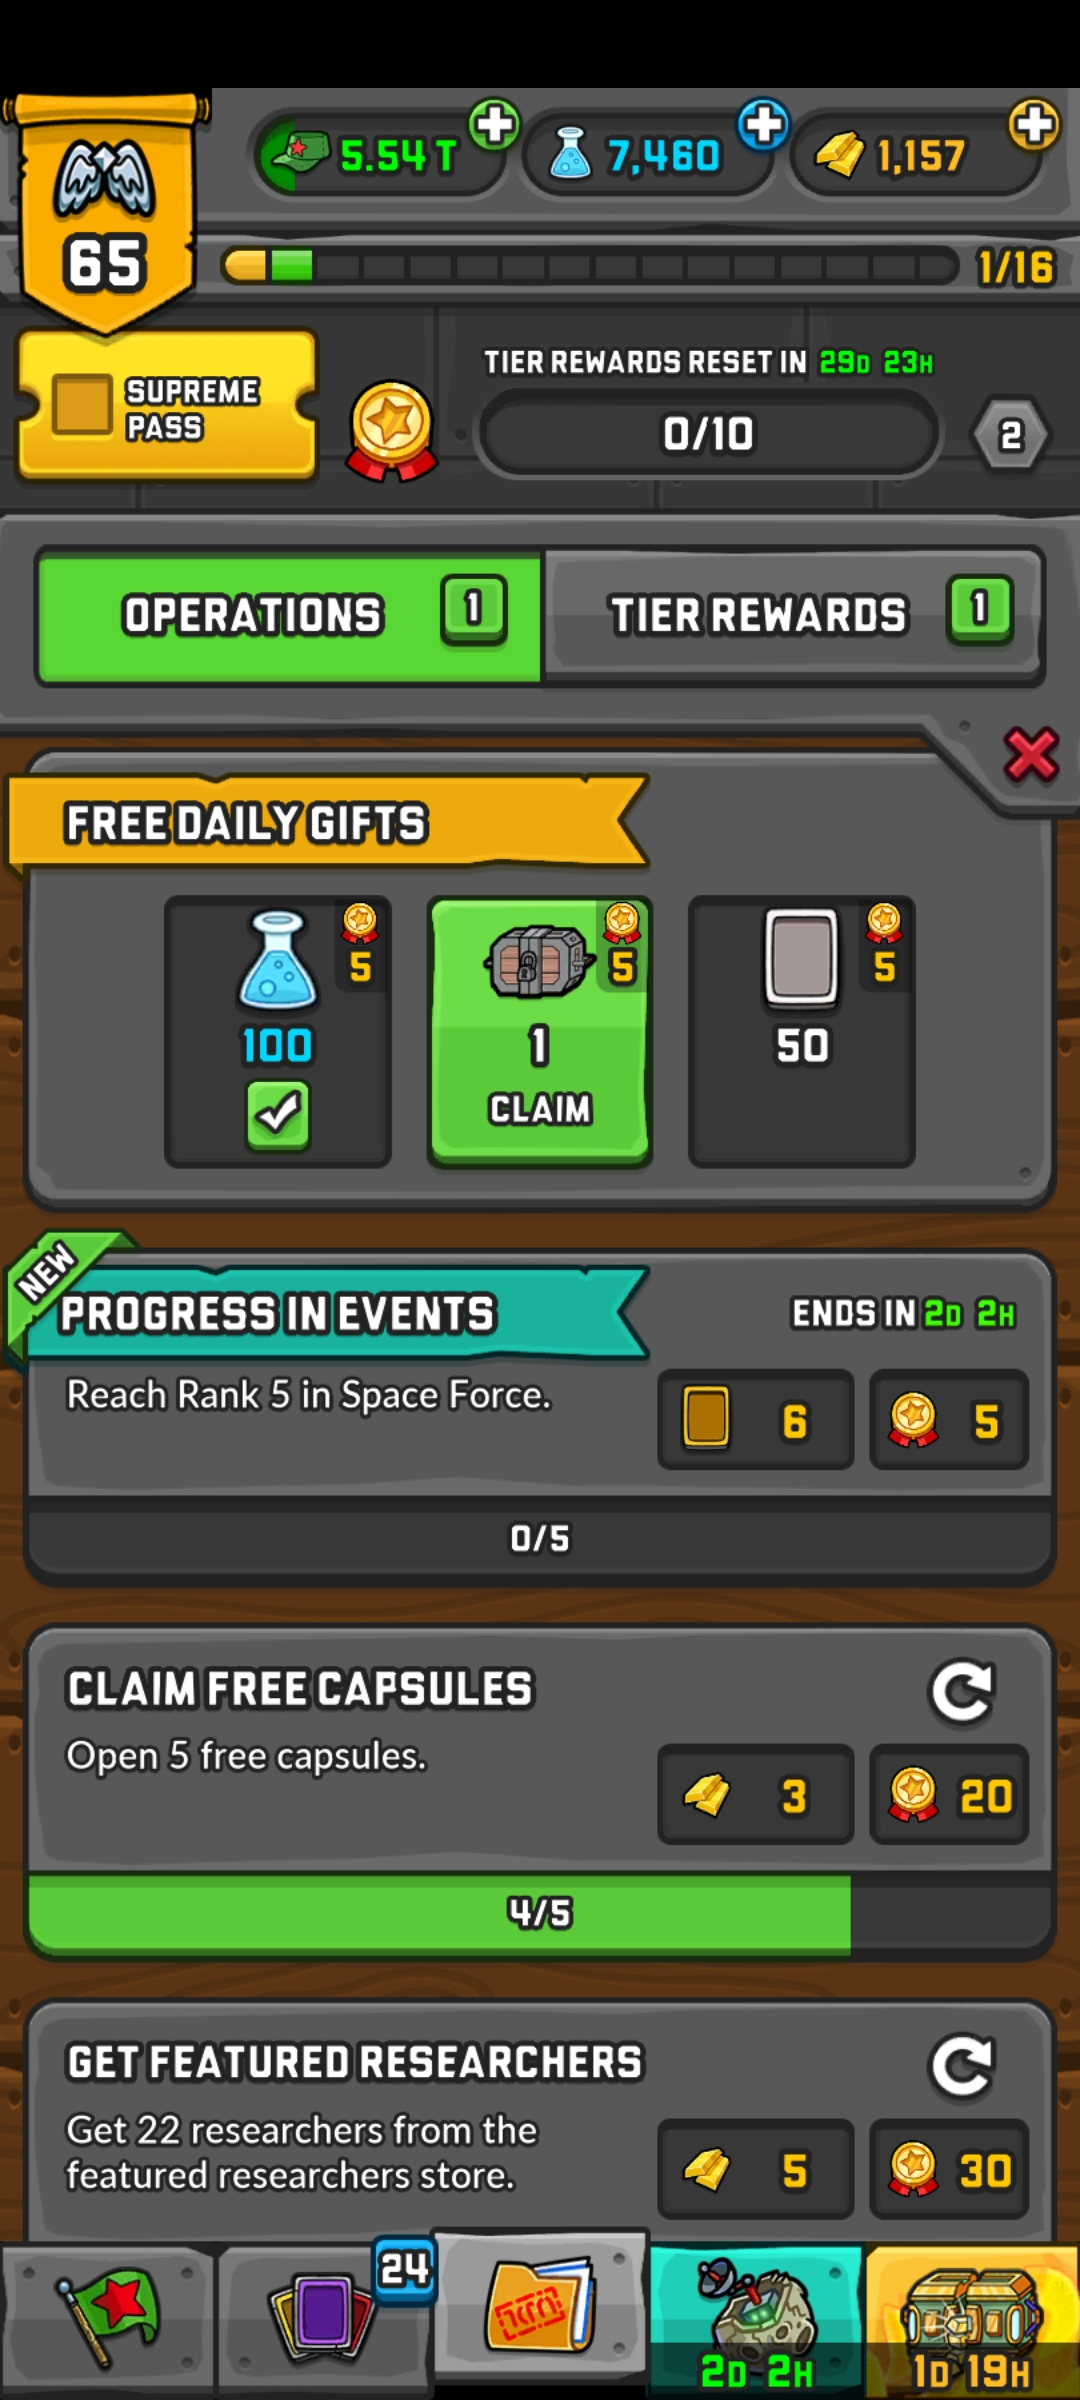 5.54 T
7,460
1,157
65
1/16
SUPREME
PASS
TIER REWARDS RESET IN 29D 23H
0/10
2
OPERATIONS 1
TIER REWARDS 1
FREE DAILY GIFTS
5
5
5
100
1
50
CLAIM
NEW
PROGRESS IN EVENTS
ENDS IN 2D 2H
Reach Rank 5 in Space Force.
6
5
0/5
CLAIM FREE CAPSULES
Open 5 free capsules.
3
20
4/5
GET FEATURED RESEARCHERS
Get 22 researchers from the
featured researchers store.
5
30
24
2D 2H
1D 19H